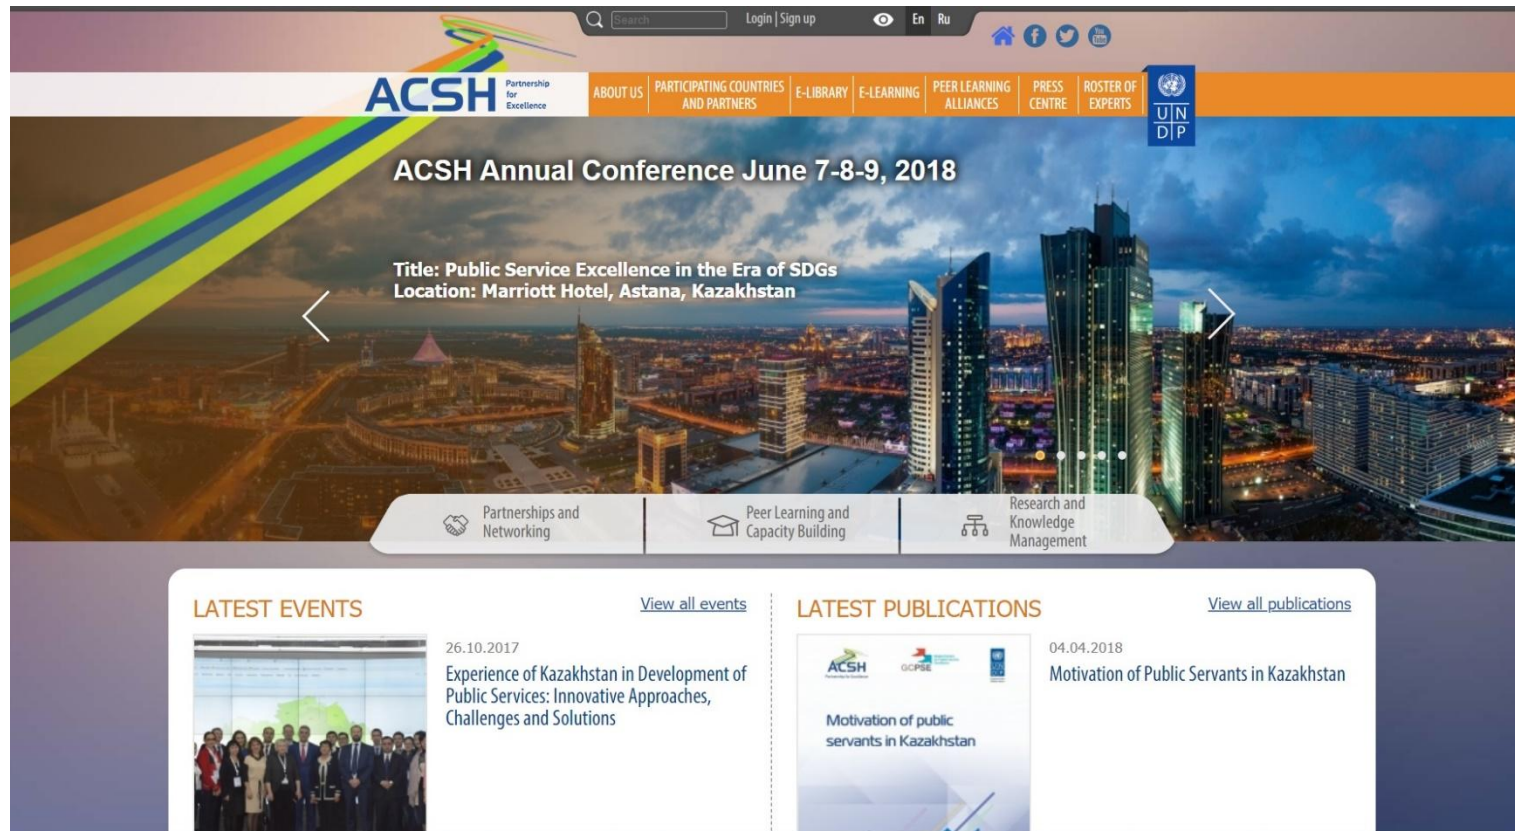 Search
Login | Sign up
En
Ru
You
Tube
ACSH
Partnership
for
Excellence
ABOUT US
PARTICIPATING COUNTRIES
AND PARTNERS
E-LIBRARY
E-LEARNING
PEER LEARNING
ALLIANCES
PRESS
CENTRE
ROSTER OF
EXPERTS
U N
D P
ACSH Annual Conference June 7-8-9, 2018
Title: Public Service Excellence in the Era of SDGs
Location: Marriott Hotel, Astana, Kazakhstan
Partnerships and
Networking
Peer Learning and
Capacity Building
Research and
Knowledge
Management
LATEST EVENTS
View all events
26.10.2017
Experience of Kazakhstan in Development of
Public Services: Innovative Approaches,
Challenges and Solutions
LATEST PUBLICATIONS
View all publications
ACSH
GCPSE
04.04.2018
Motivation of Public Servants in Kazakhstan
Motivation of public
servants in Kazakhstan